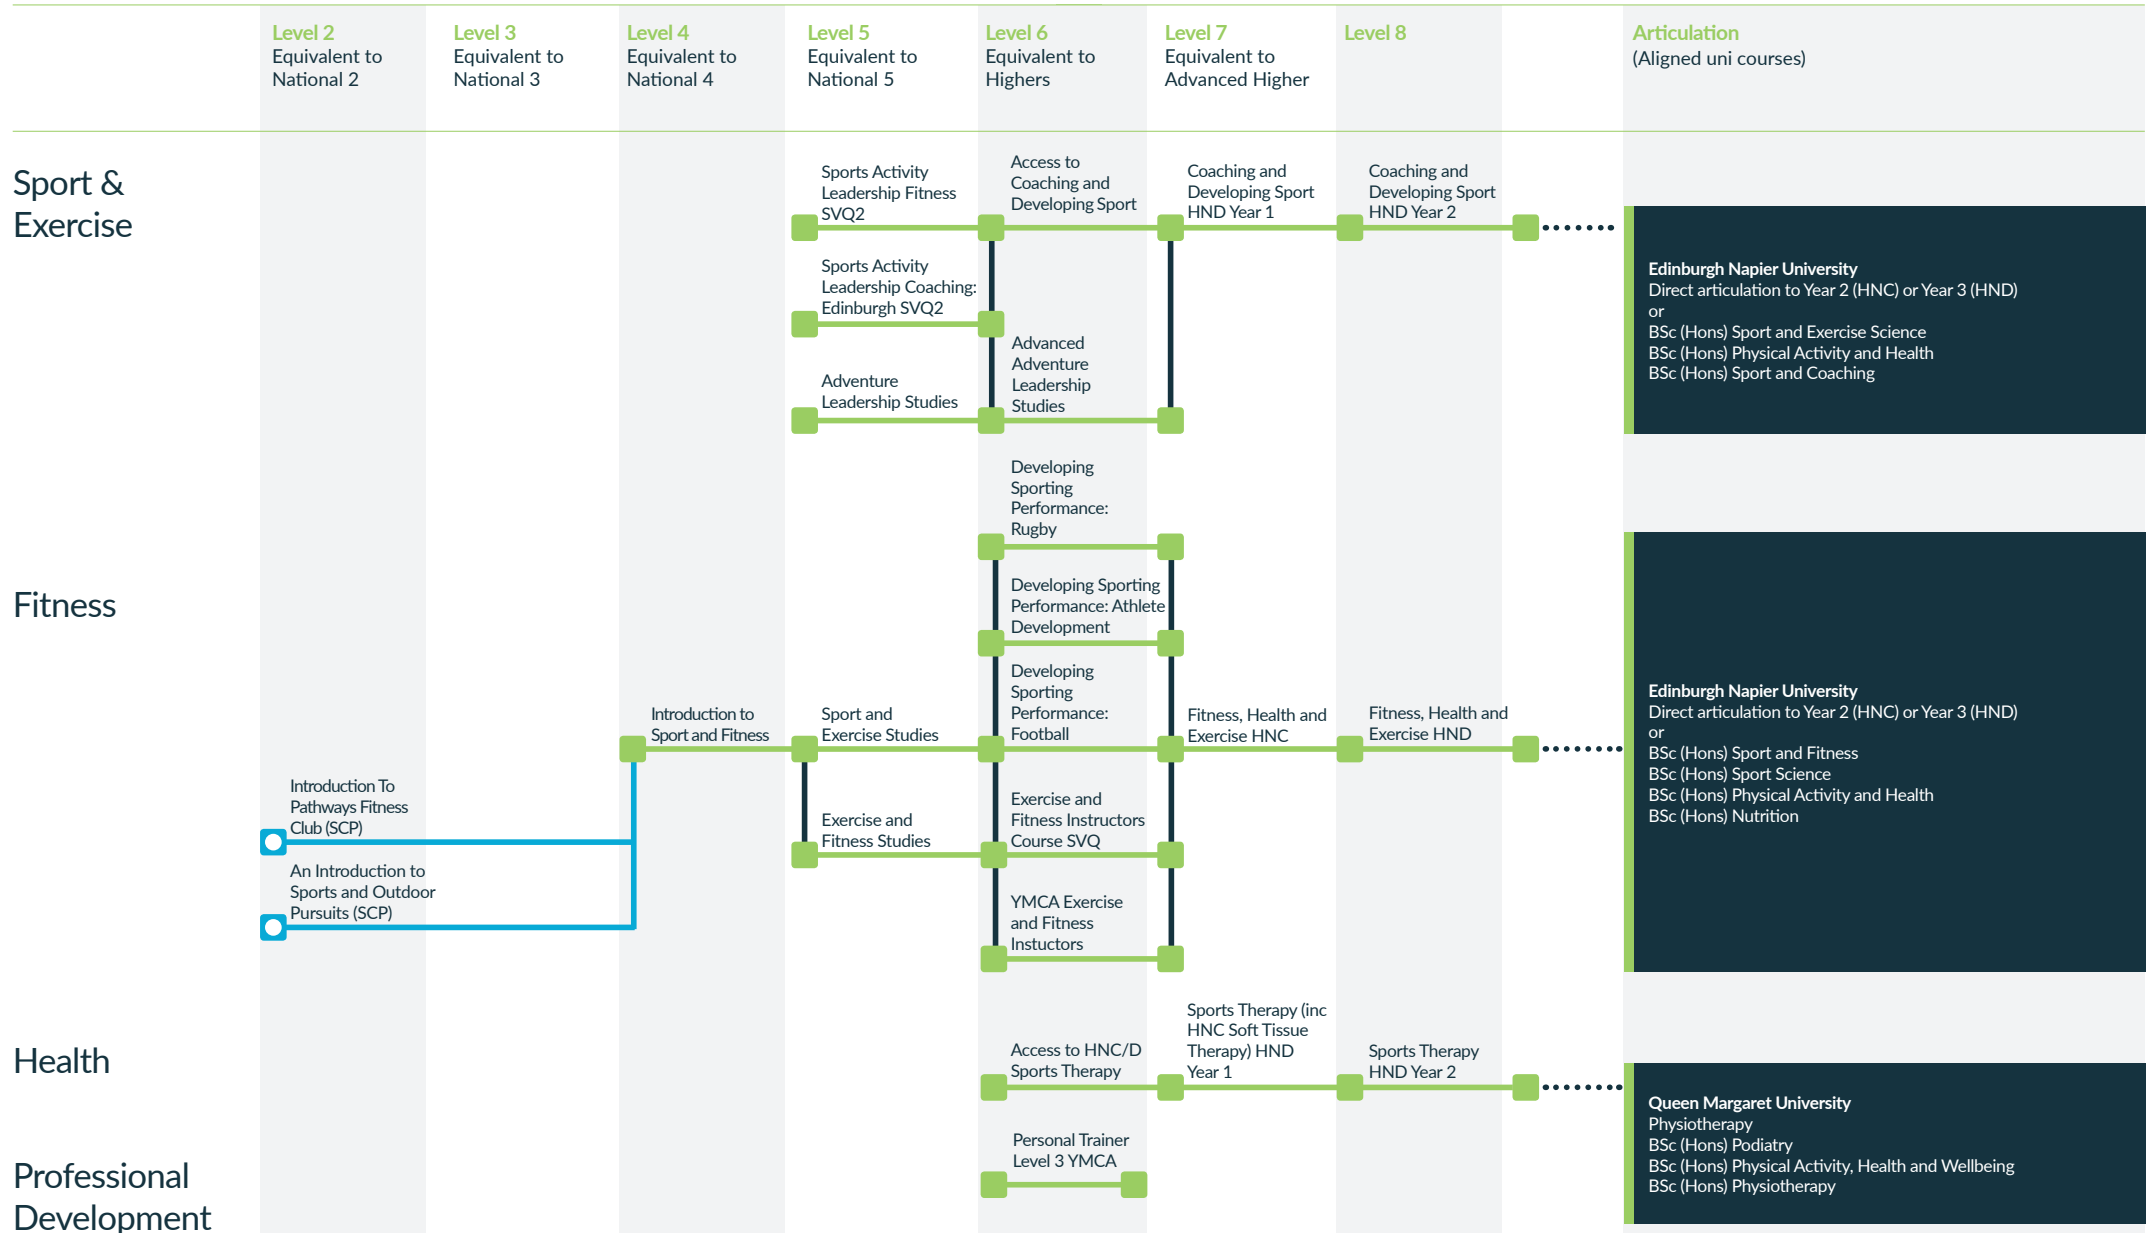 Level 2
Equivalent to
National 2
Level 3
Equivalent to
National 3
Level 4
Equivalent to
National 4
Level 5
Equivalent to
National 5
Level 6
Equivalent to
Highers
Level 7
Equivalent to
Advanced Higher
Level 8
Articulation
(Aligned uni courses)
Sport &
Exercise
Sports Activity
Leadership Fitness
SVQ2
Access to
Coaching and
Developing Sport
Coaching and
Developing Sport
HND Year 1
Coaching and
Developing Sport
HND Year 2
Sports Activity
Leadership Coaching:
Edinburgh SVQ2
Adventure
Leadership Studies
Advanced
Adventure
Leadership
Studies
Edinburgh Napier University
Direct articulation to Year 2 (HNC) or Year 3 (HND)
or
BSc (Hons) Sport and Exercise Science
BSc (Hons) Physical Activity and Health
BSc (Hons) Sport and Coaching
Fitness
Developing
Sporting
Performance:
Rugby
Developing Sporting
Performance: Athlete
Development
Developing
Sporting
Performance:
Football
Introduction to
Sport and Fitness
Sport and
Exercise Studies
Fitness, Health and
Exercise HNC
Fitness, Health and
Exercise HND
Introduction To
Pathways Fitness
Club (SCP)
An Introduction to
Sports and Outdoor
Pursuits (SCP)
Exercise and
Fitness Studies
Exercise and
Fitness Instructors
Course SVQ
YMCA Exercise
and Fitness
Instuctors
Edinburgh Napier University
Direct articulation to Year 2 (HNC) or Year 3 (HND)
or
BSc (Hons) Sport and Fitness
BSc (Hons) Sport Science
BSc (Hons) Physical Activity and Health
BSc (Hons) Nutrition
Health
Access to HNC/D
Sports Therapy
Sports Therapy (inc
HNC Soft Tissue
Therapy) HND
Year 1
Sports Therapy
HND Year 2
Queen Margaret University
Physiotherapy
BSc (Hons) Podiatry
BSc (Hons) Physical Activity, Health and Wellbeing
BSc (Hons) Physiotherapy
Professional
Development
Personal Trainer
Level 3 YMCA